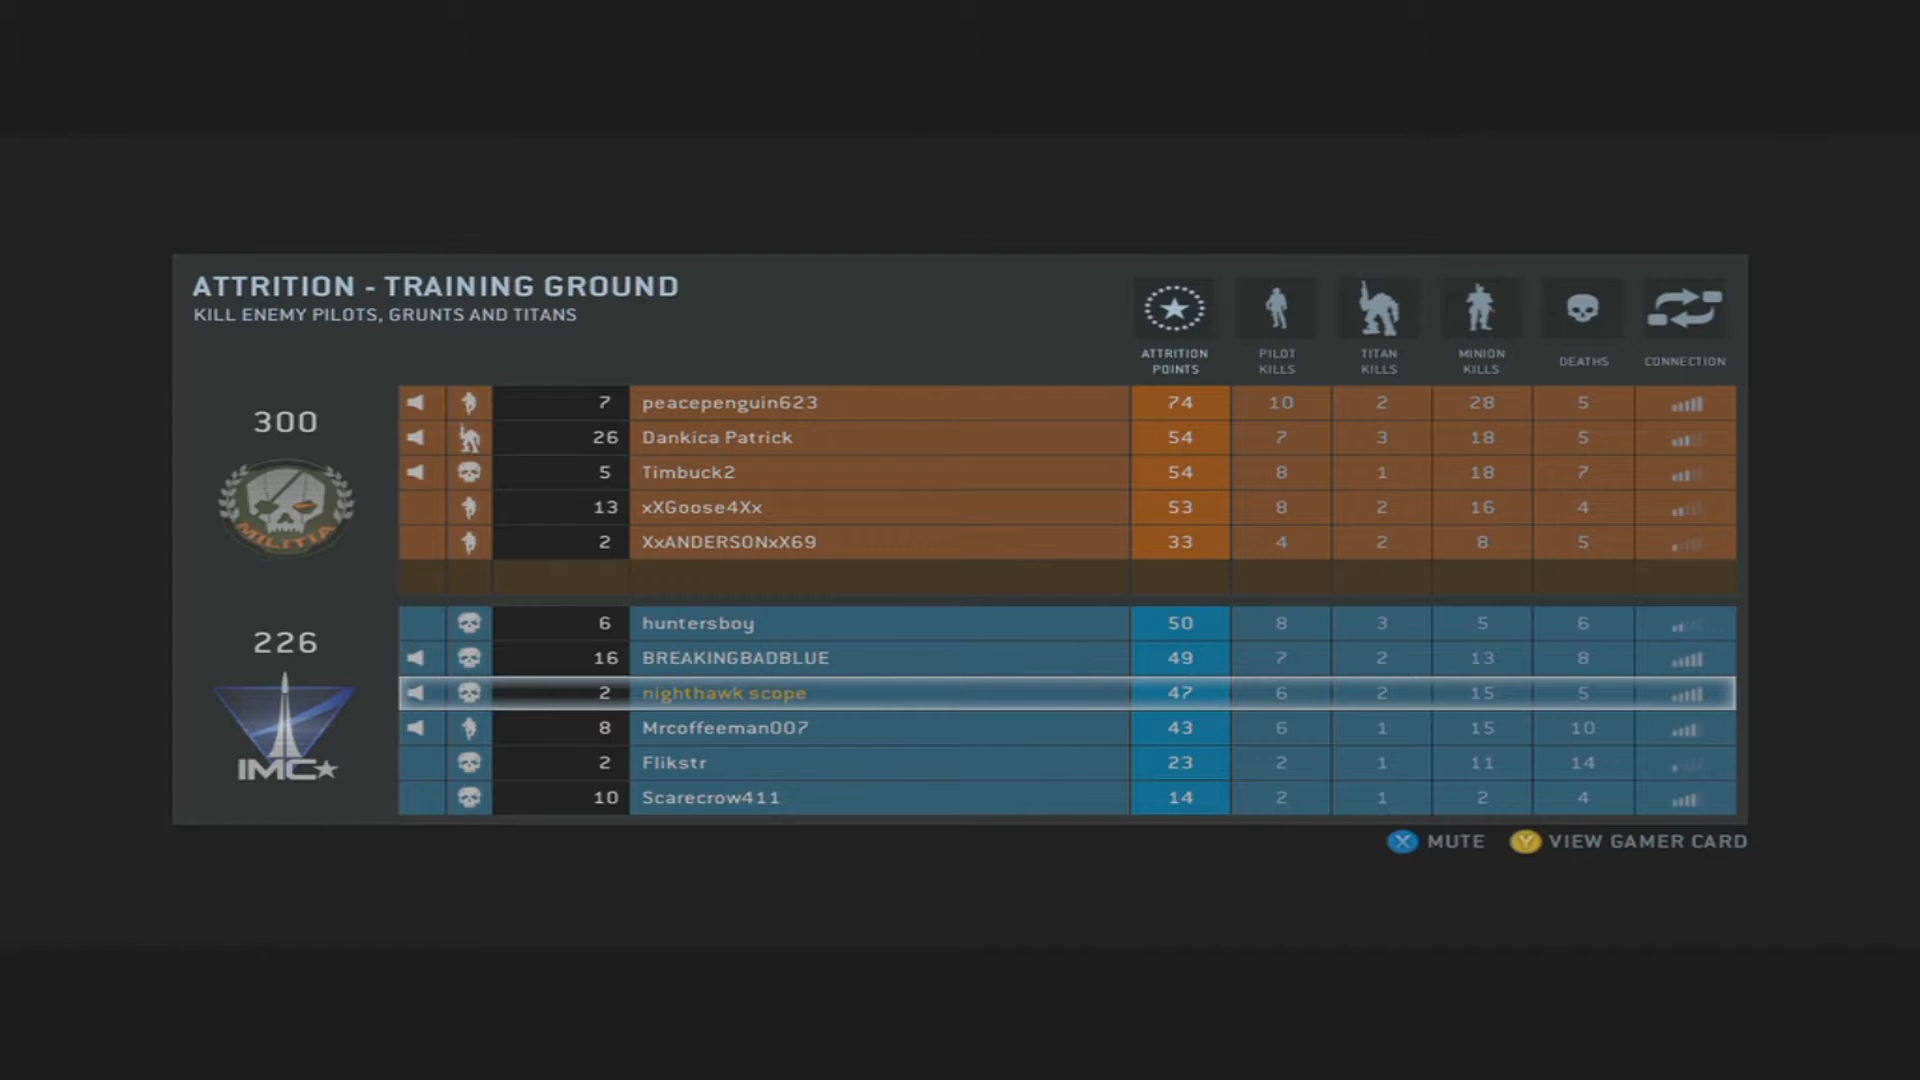 ATTRITION - TRAINING GROUND
KILL ENEMY PILOTS, GRUNTS AND TITANS
ATTRITION POINTS PILOT KILLS TITAN KILLS MINION KILLS DEATHS CONNECTION
300
MILITIA
7 peacepenguin623 74 10 2 28 5
26 Dankica Patrick 54 7 3 18 5
5 Timbuck2 54 8 1 18 7
13 xXGoose4Xx 53 8 2 16 4
2 XxANDERSONxX69 33 4 2 8 5
226
IMC
6 huntersboy 50 8 3 5 6
16 BREAKINGBADBLUE 49 7 2 13 8
2 nighthawk scope 47 6 2 15 5
8 Mrcoffeeman007 43 6 1 15 10
2 Flikstr 23 2 1 11 14
10 Scarecrow411 14 2 1 2 4
X MUTE Y VIEW GAMER CARD